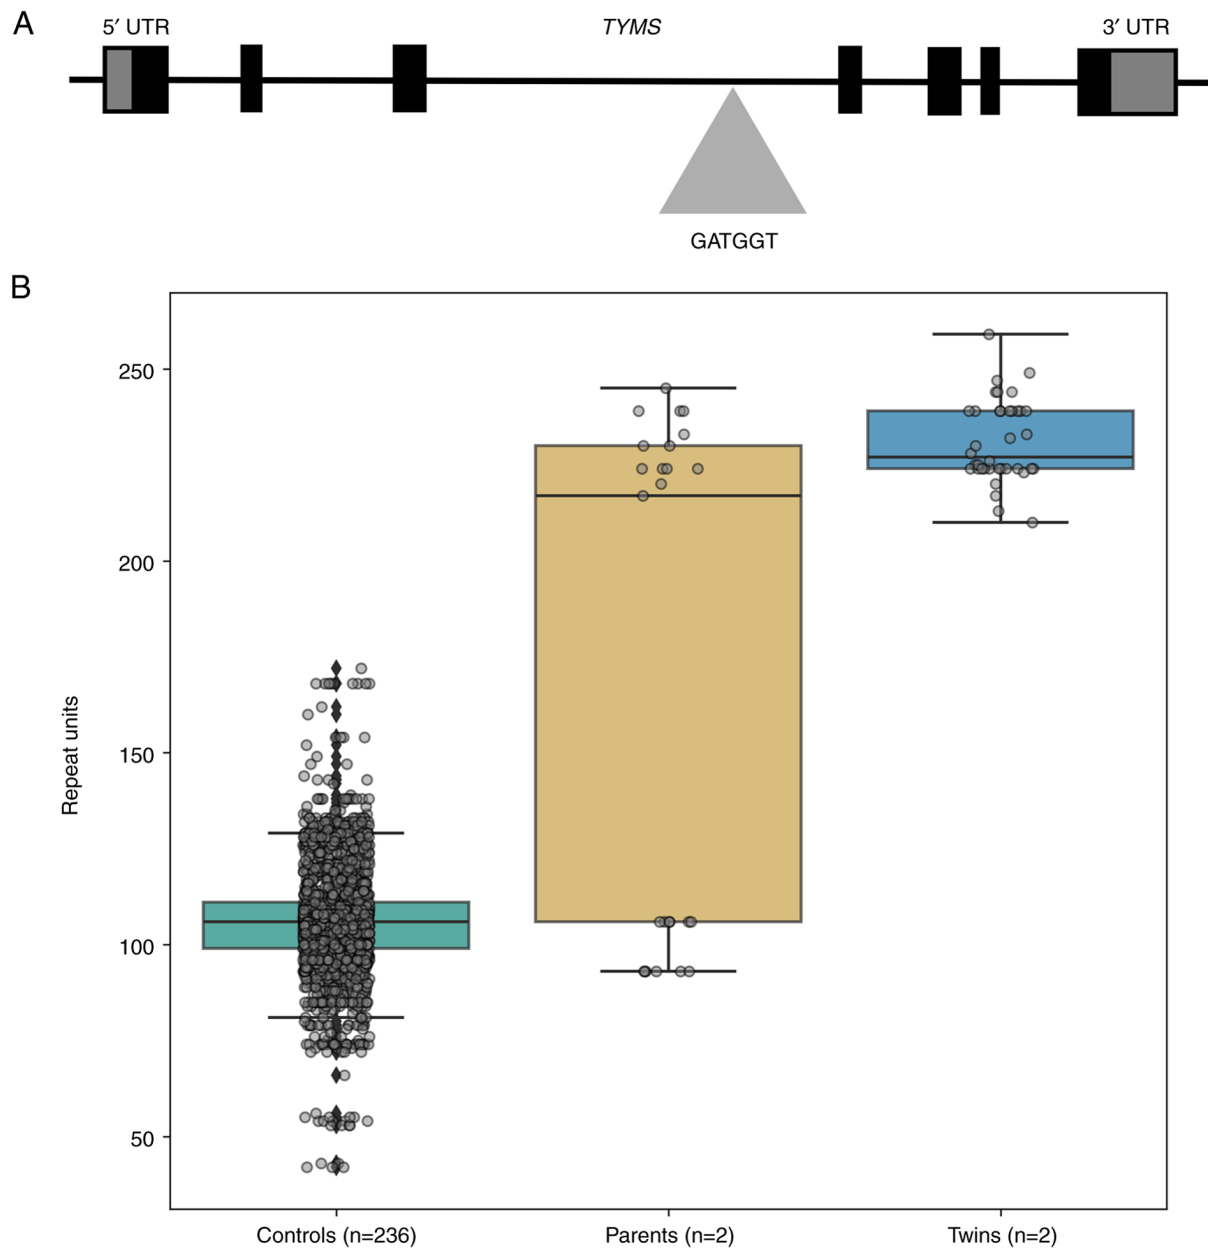 A
5′ UTR
TYMS
3′ UTR
GATGGT
B
250
200
150
100
50
Repeat units
Controls (n=236)
Parents (n=2)
Twins (n=2)